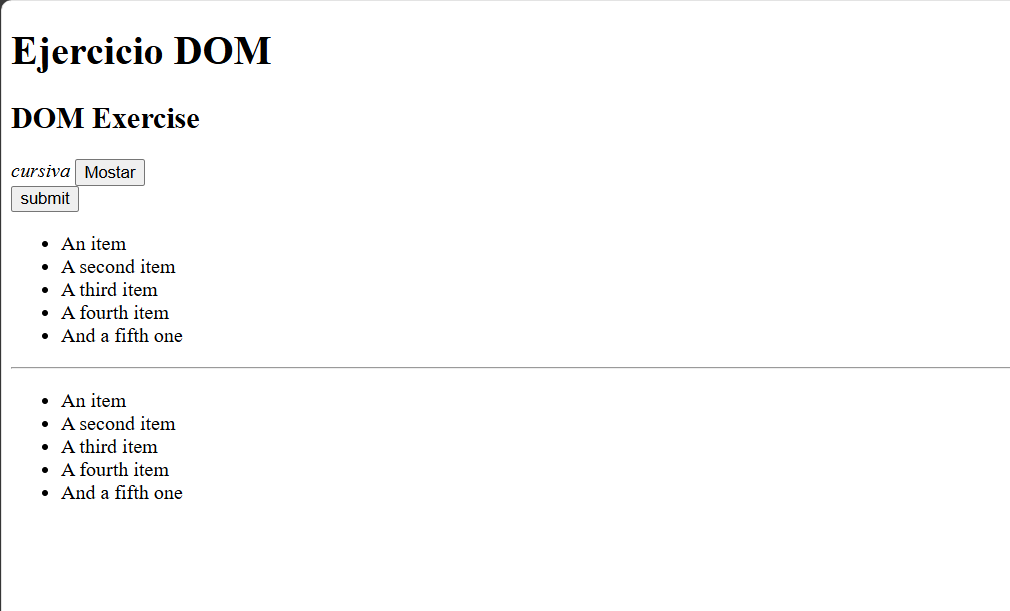 Ejercicio DOM
DOM Exercise
cursiva Mostar
submit
An item
A second item
A third item
A fourth item
And a fifth one
An item
A second item
A third item
A fourth item
And a fifth one